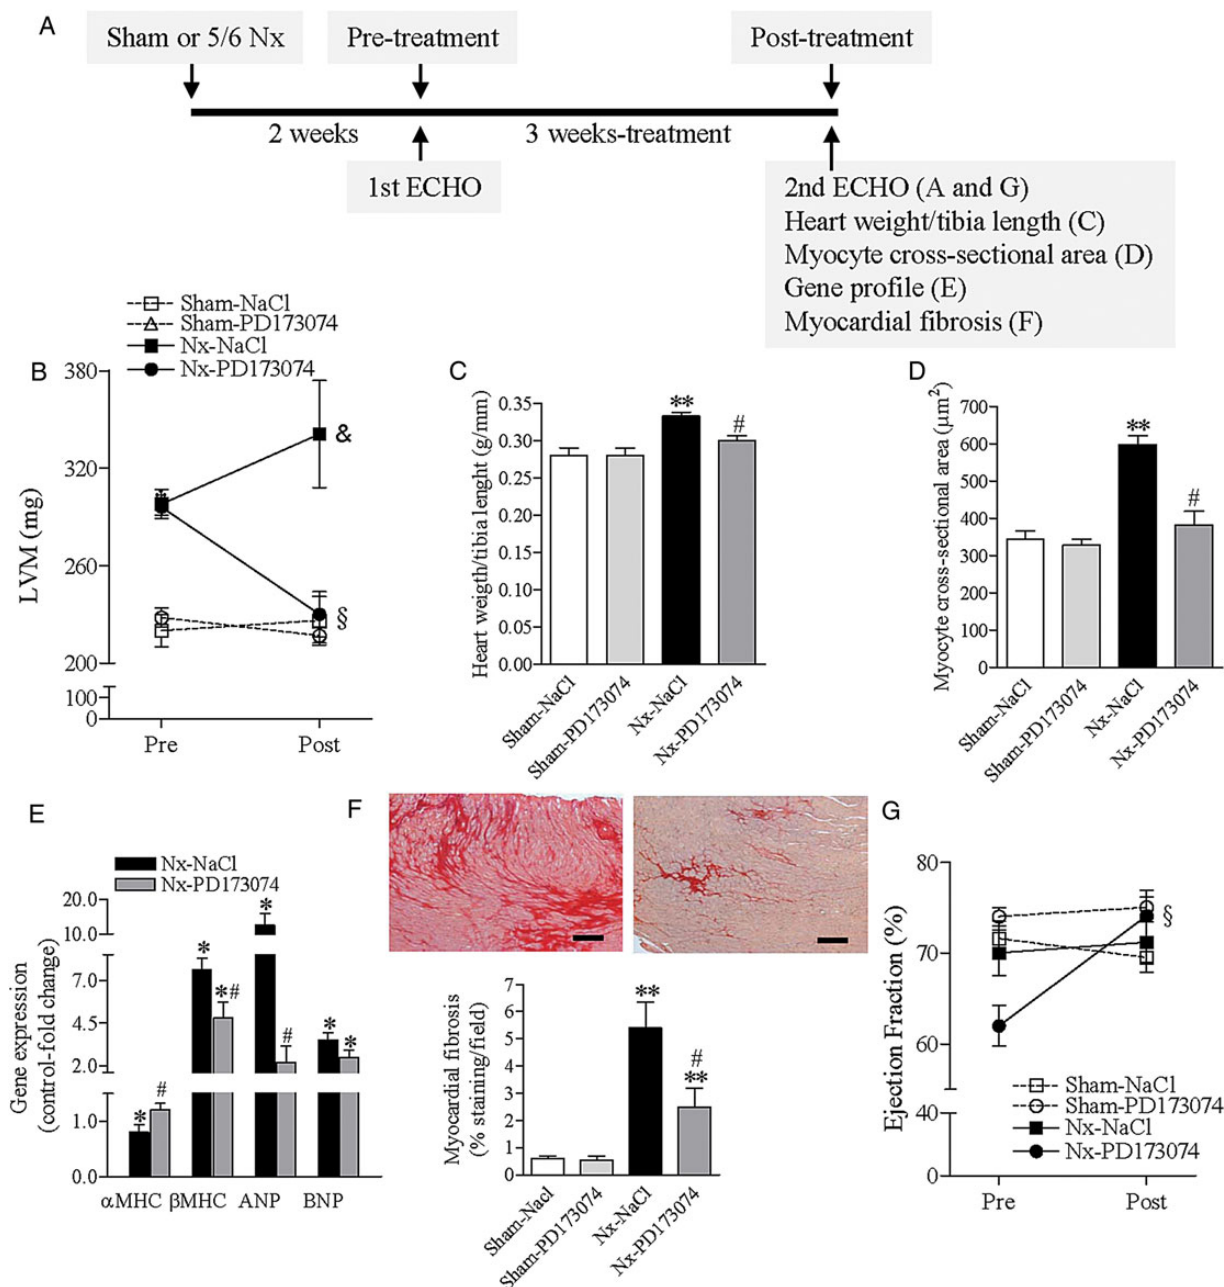 A
Sham or 5/6 Nx
Pre-treatment
Post-treatment
2 weeks
3 weeks-treatment
1st ECHO
2nd ECHO (A and G)
Heart weight/tibia length (C)
Myocyte cross-sectional area (D)
Gene profile (E)
Myocardial fibrosis (F)
Sham-NaCl
Sham-PD173074
Nx-NaCl
Nx-PD173074
B
LVM (mg)
380
320
260
200
100
0
*
&
§
Pre
Post
C
Heart weigth/tibia lenght (g/mm)
0.35
0.30
0.25
0.20
0.15
0.10
0.05
0.00
**
#
Sham-NaCl
Sham-PD173074
Nx-NaCl
Nx-PD173074
D
Myocyte cross-sectional area (µm²)
700
600
500
400
300
200
100
0
**
#
Sham-NaCl
Sham-PD173074
Nx-NaCl
Nx-PD173074
E
Nx-NaCl
Nx-PD173074
Gene expression
(control-fold change)
20.0
10.0
7.0
4.5
2.0
1.0
0.0
*
#
*
*#
*
#
*
*
αMHC βMHC ANP BNP
F
Myocardial fibrosis
(% staining/field)
7
6
5
4
3
2
1
0
**
#
**
Sham-Nacl
Sham-PD173074
Nx-NaCl
Nx-PD173074
G
Ejection Fraction (%)
80
70
60
40
0
§
Sham-NaCl
Sham-PD173074
Nx-NaCl
Nx-PD173074
Pre
Post